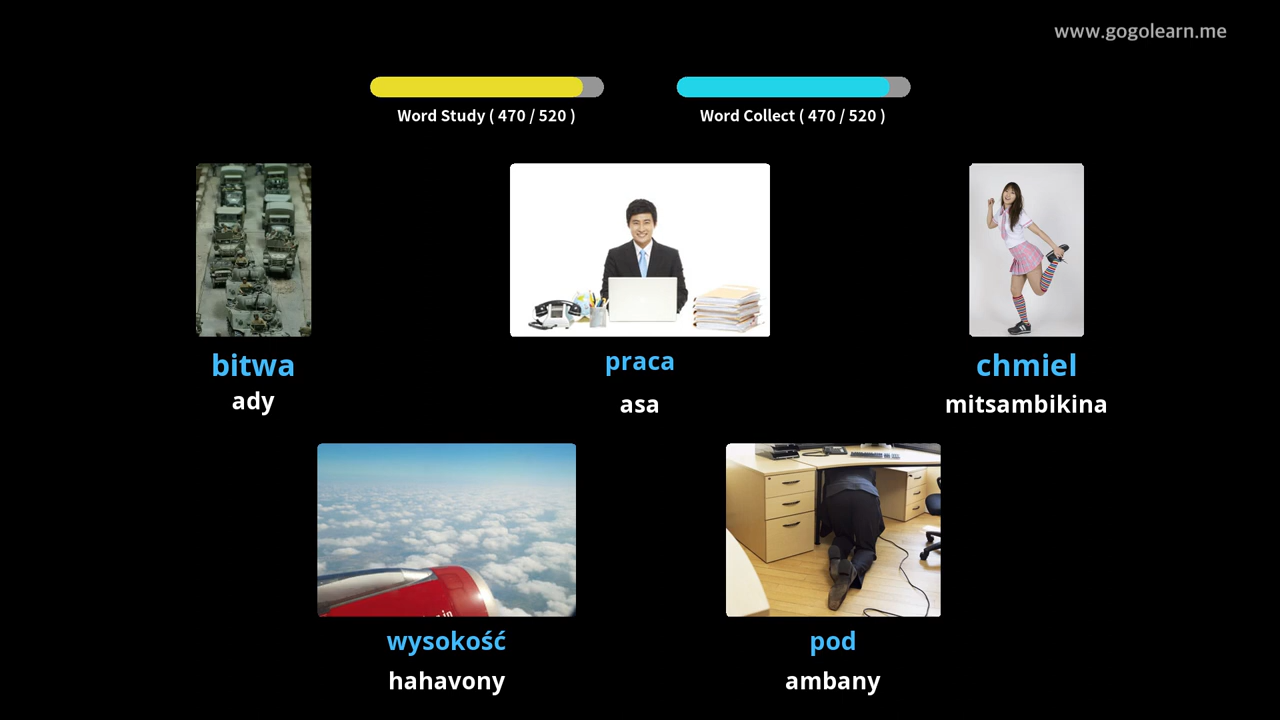 www.gogolearn.me
Word Study ( 470 / 520 )
Word Collect ( 470 / 520 )
bitwa
ady
praca
asa
chmiel
mitsambikina
wysokość
hahavony
pod
ambany